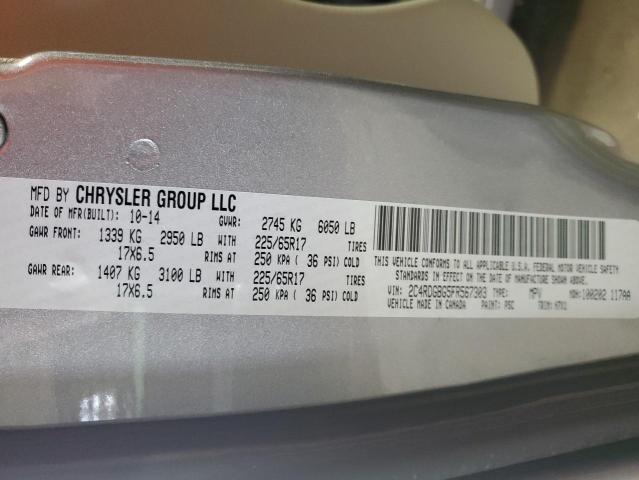 MFD BY CHRYSLER GROUP LLC
DATE OF MFR(BUILT): 10-14 GVWR: 2745 KG 6050 LB
GAWR FRONT: 1339 KG 2950 LB WITH 225/65R17 TIRES
17X6.5 RIMS AT 250 KPA ( 36 PSI) COLD
GAWR REAR: 1407 KG 3100 LB WITH 225/65R17 TIRES
17X6.5 RIMS AT 250 KPA ( 36 PSI) COLD
THIS VEHICLE CONFORMS TO ALL APPLICABLE U.S.A. FEDERAL MOTOR VEHICLE SAFETY
STANDARDS IN EFFECT ON THE DATE OF MANUFACTURE SHOWN ABOVE.
VIN: 2C4RDGBG5FR567303 TYPE: MPV MDH: 100202 117AA
VEHICLE MADE IN CANADA PAINT: PSC TRIM: